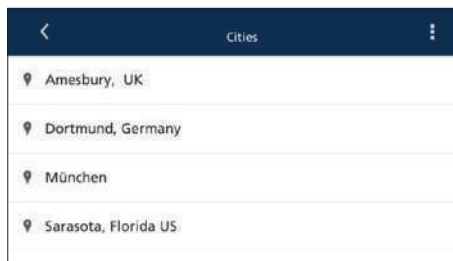 Cities
Amesbury, UK
Dortmund, Germany
München
Sarasota, Florida US